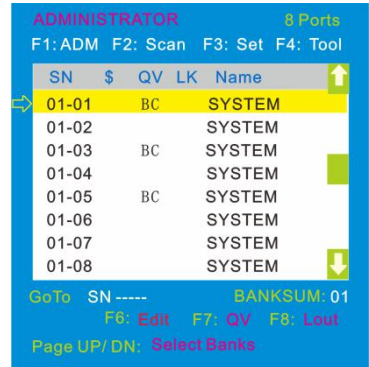 ADMINISTRATOR 8 Ports
F1: ADM F2: Scan F3: Set F4: Tool
SN $ QV LK Name
01-01 BC SYSTEM
01-02 SYSTEM
01-03 BC SYSTEM
01-04 SYSTEM
01-05 BC SYSTEM
01-06 SYSTEM
01-07 SYSTEM
01-08 SYSTEM
GoTo SN ----- BANKSUM: 01
F6: Edit F7: QV F8: Lout
Page UP/ DN: Select Banks